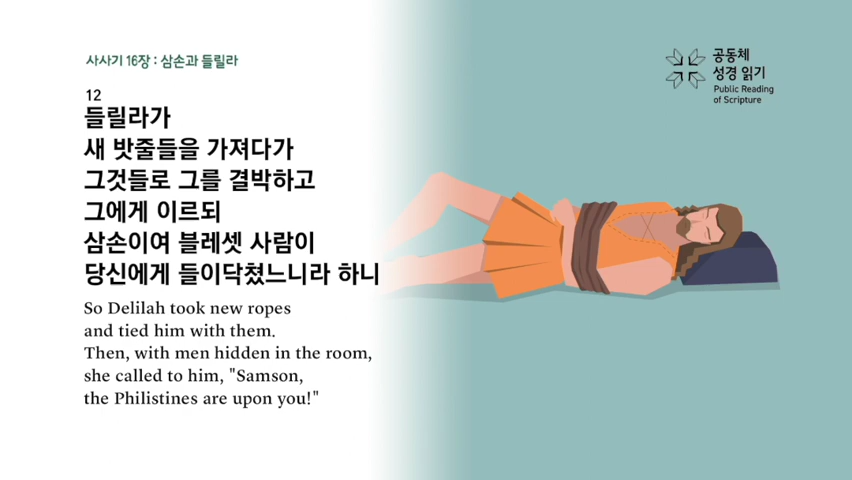 사사기 16장 : 삼손과 들릴라
공동체
성경 읽기
Public Reading
of Scripture
12
들릴라가
새 밧줄들을 가져다가
그것들로 그를 결박하고
그에게 이르되
삼손이여 블레셋 사람이
당신에게 들이닥쳤느니라 하니
So Delilah took new ropes
and tied him with them.
Then, with men hidden in the room,
she called to him, "Samson,
the Philistines are upon you!"